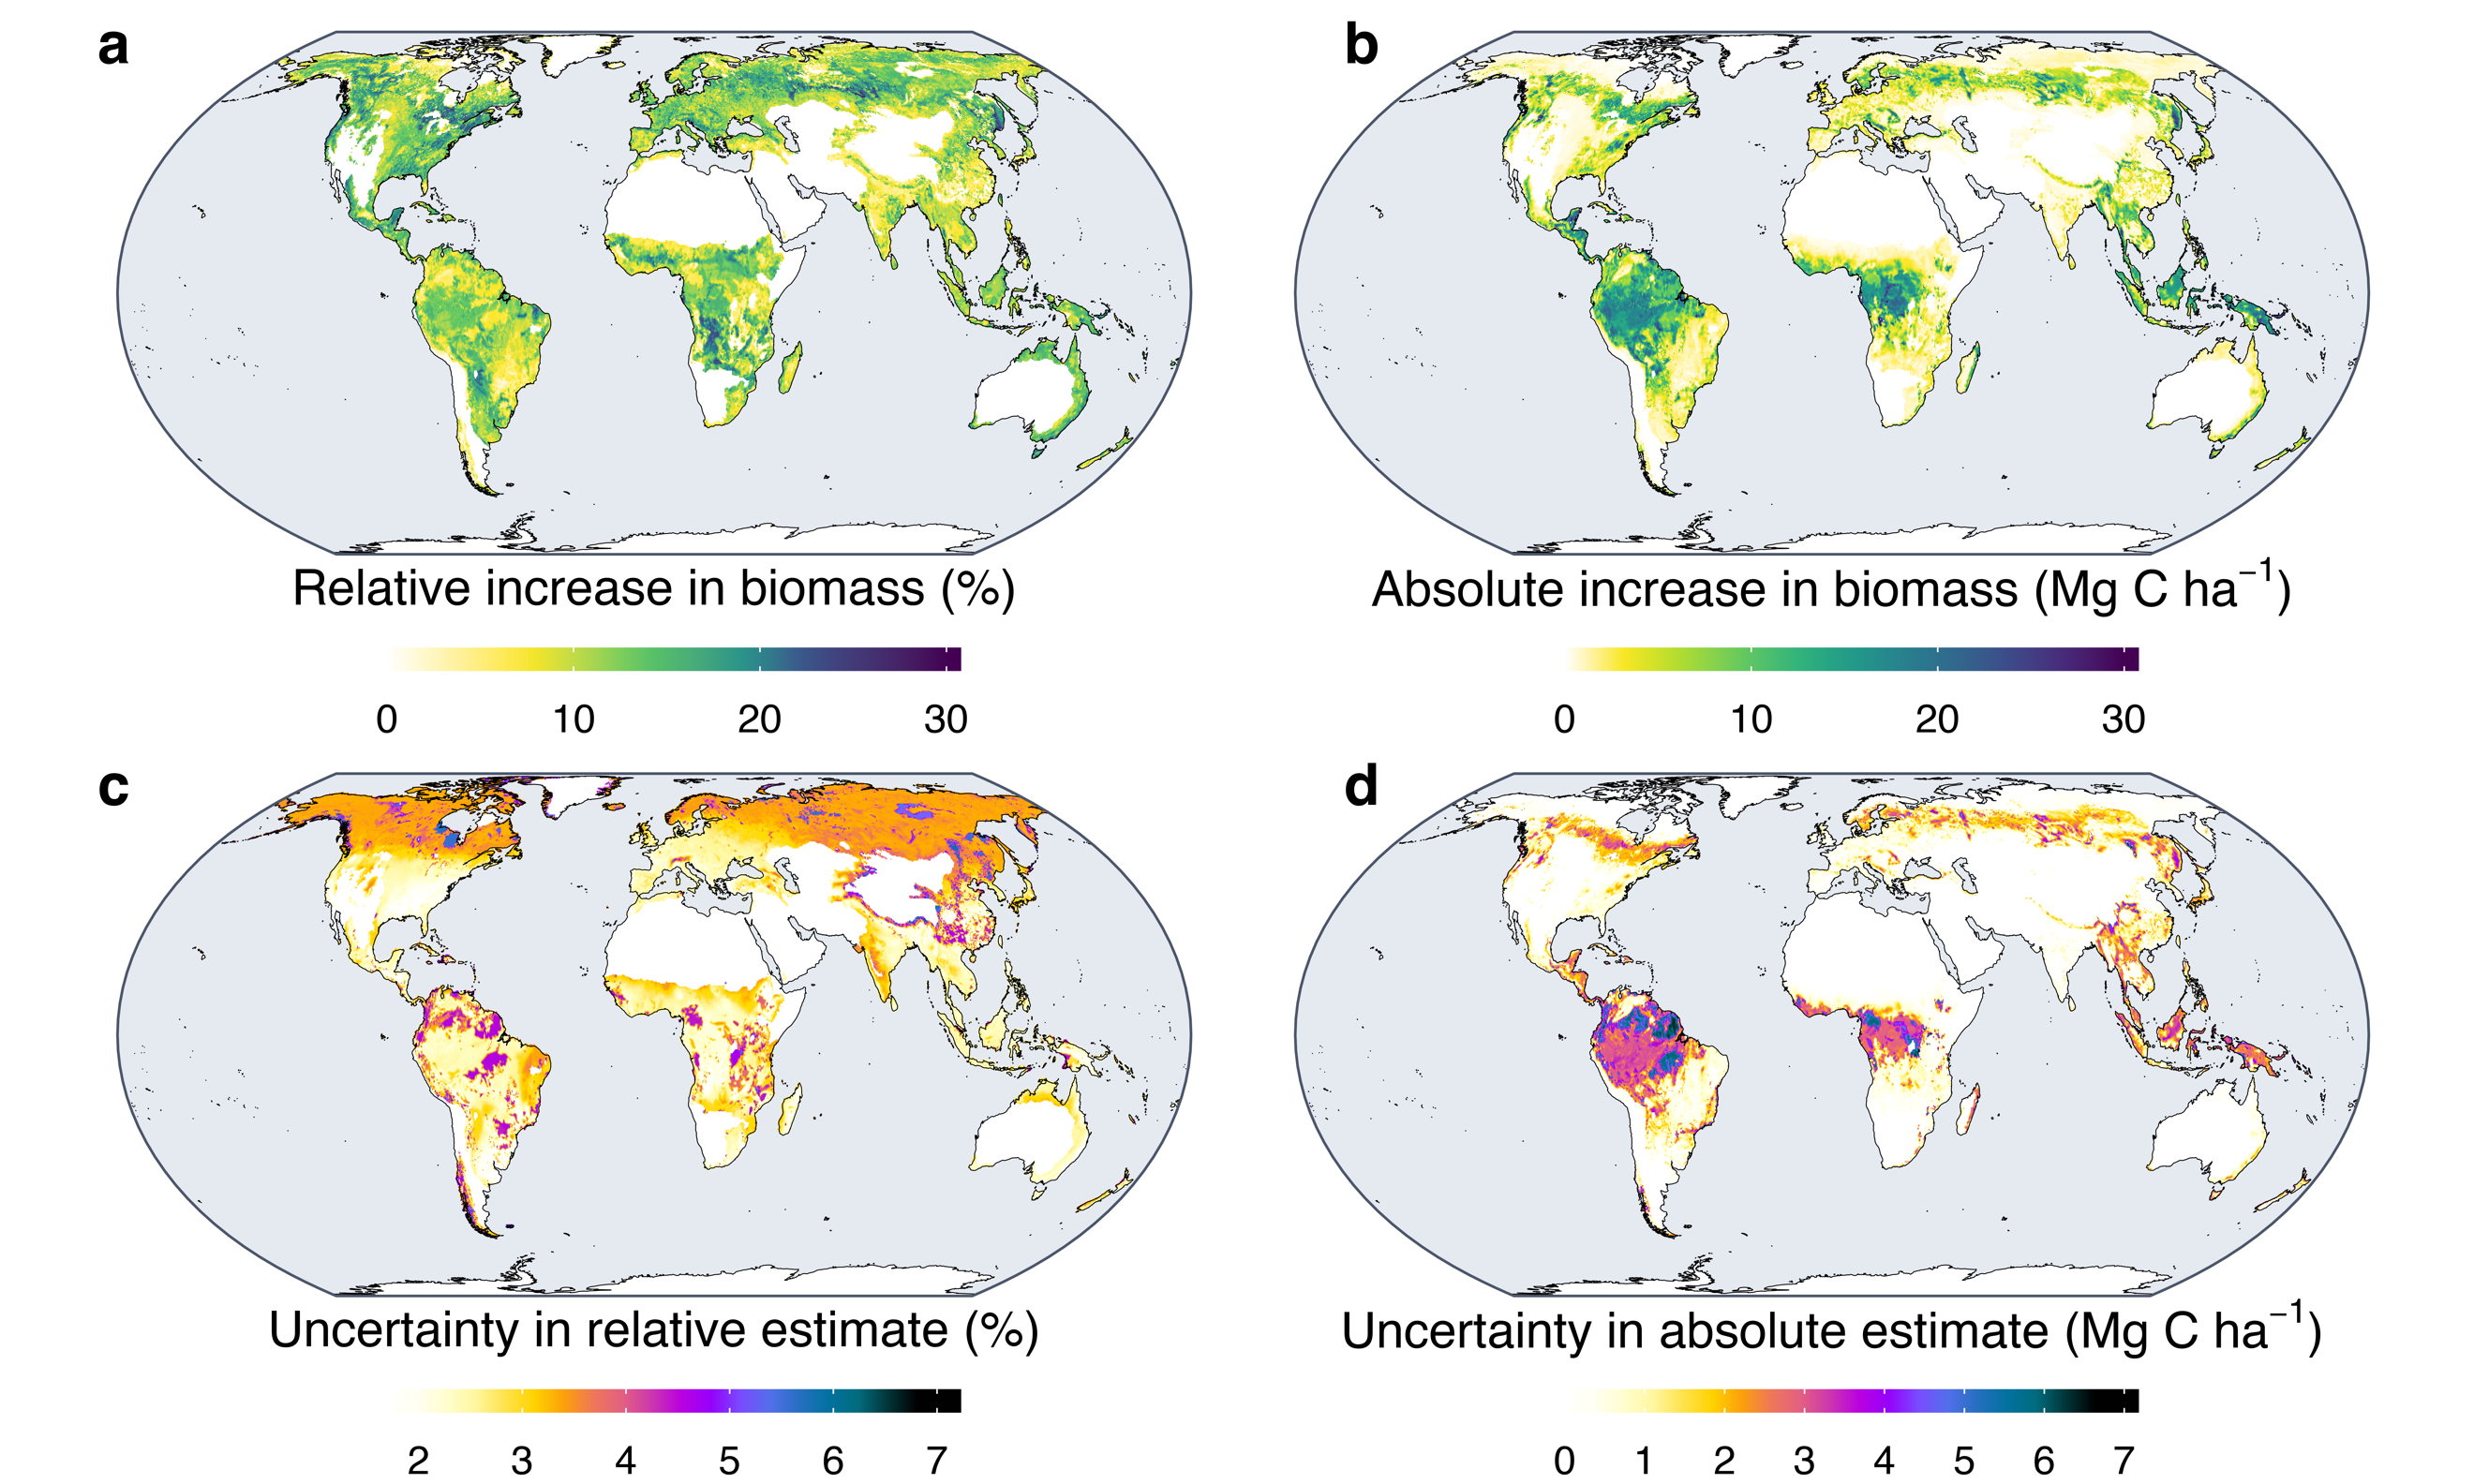 a
b
Relative increase in biomass (%)
Absolute increase in biomass (Mg C ha⁻¹)
0 10 20 30
0 10 20 30
c
d
Uncertainty in relative estimate (%)
Uncertainty in absolute estimate (Mg C ha⁻¹)
2 3 4 5 6 7
0 1 2 3 4 5 6 7